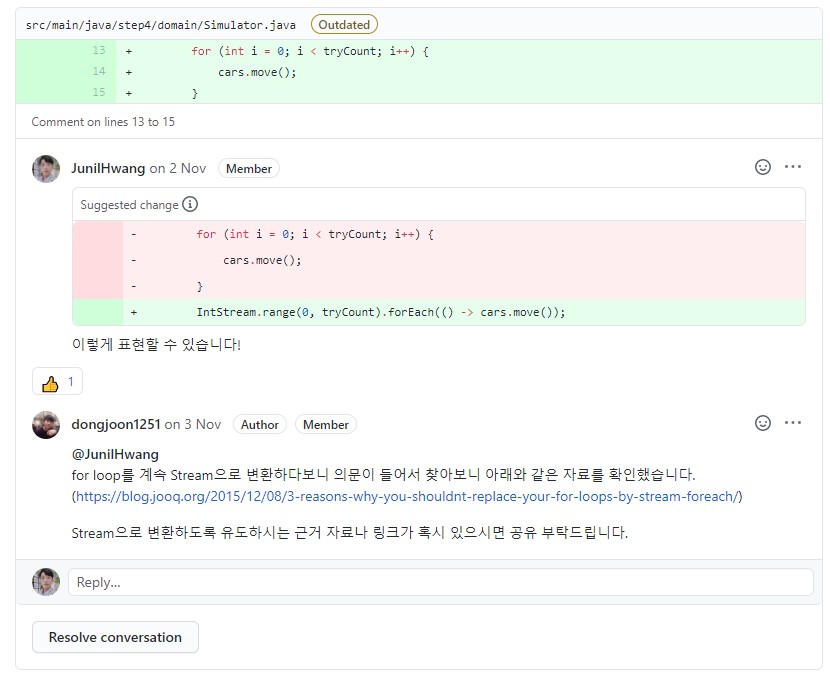 src/main/java/step4/domain/Simulator.java Outdated
13 + for (int i = 0; i < tryCount; i++) {
14 + cars.move();
15 + }
Comment on lines 13 to 15
JunilHwang on 2 Nov Member
Suggested change
- for (int i = 0; i < tryCount; i++) {
- cars.move();
- }
+ IntStream.range(0, tryCount).forEach(() -> cars.move());
이렇게 표현할 수 있습니다!
1
dongjoon1251 on 3 Nov Author Member
@JunilHwang
for loop를 계속 Stream으로 변환하다보니 의문이 들어서 찾아보니 아래와 같은 자료를 확인했습니다.
(https://blog.jooq.org/2015/12/08/3-reasons-why-you-shouldnt-replace-your-for-loops-by-stream-foreach/)
Stream으로 변환하도록 유도하시는 근거 자료나 링크가 혹시 있으시면 공유 부탁드립니다.
Reply...
Resolve conversation